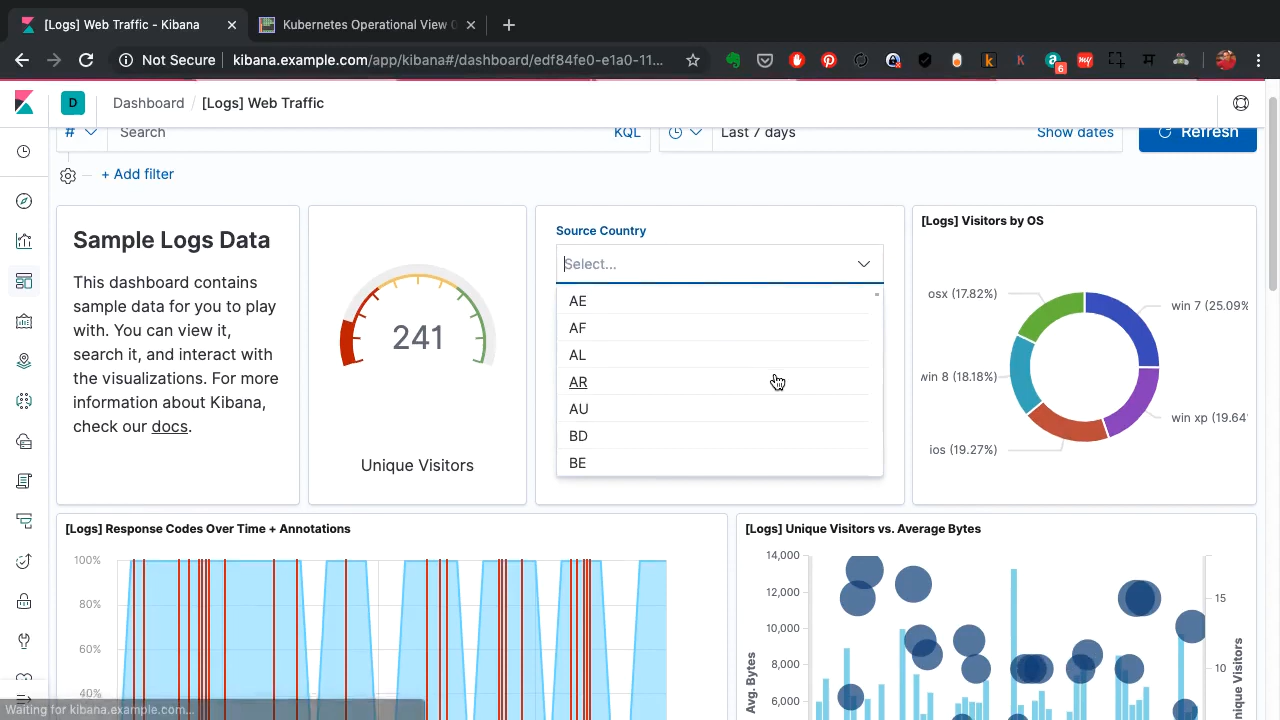 [Logs] Web Traffic - Kibana
Kubernetes Operational View
Not Secure
kibana.example.com/app/kibana#/dashboard/edf84fe0-e1a0-11...
6
my
K
k
a
D
Dashboard / [Logs] Web Traffic
# Search KQL
Last 7 days
Show dates
Refresh
+ Add filter
Sample Logs Data
This dashboard contains
sample data for you to play
with. You can view it,
search it, and interact with
the visualizations. For more
information about Kibana,
check our docs.
241
Unique Visitors
Source Country
Select...
AE
AF
AL
AR
AU
BD
BE
[Logs] Visitors by OS
osx (17.82%)
win 7 (25.09%
win 8 (18.18%)
win xp (19.64
ios (19.27%)
[Logs] Response Codes Over Time + Annotations
100%
80%
60%
40%
[Logs] Unique Visitors vs. Average Bytes
14,000
12,000
10,000
8,000
6,000
Avg. Bytes
15
10
Unique Visitors
Waiting for kibana.example.com...